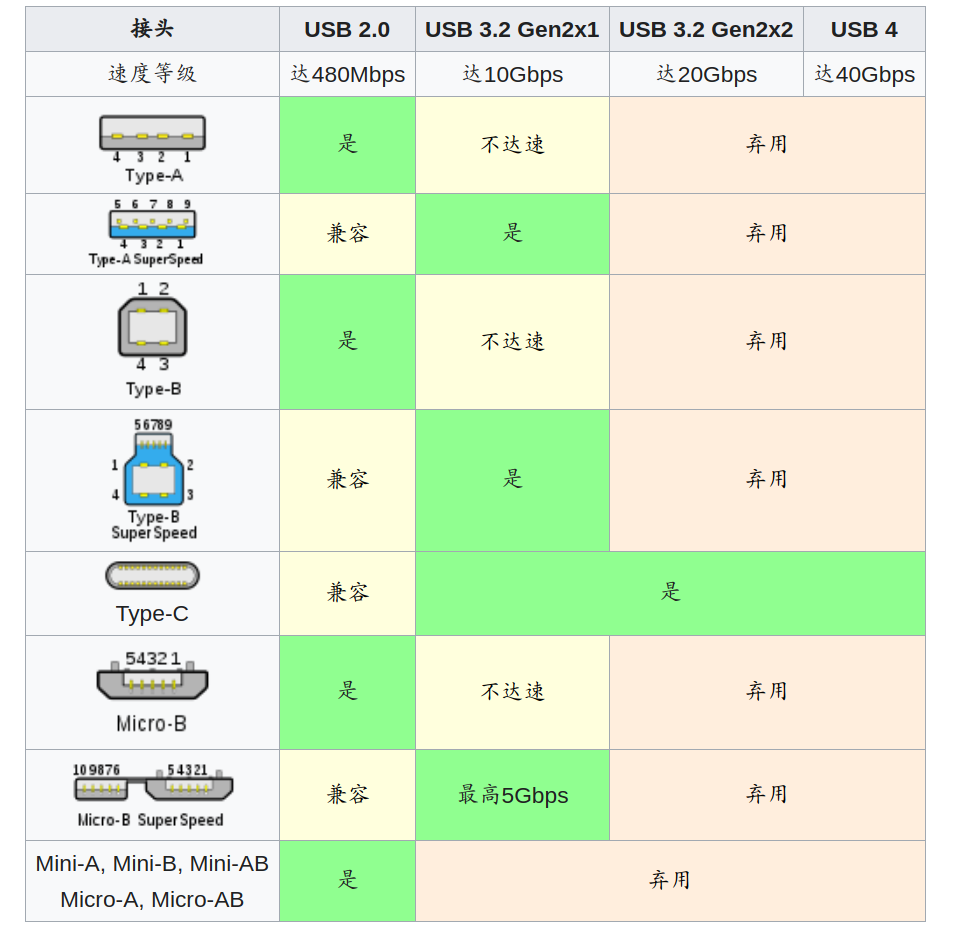 接头 USB 2.0 USB 3.2 Gen2x1 USB 3.2 Gen2x2 USB 4
速度等级 达480Mbps 达10Gbps 达20Gbps 达40Gbps
4 3 2 1
Type-A
是 不达速 弃用
5 6 7 8 9
4 3 2 1
Type-A SuperSpeed
兼容 是 弃用
1 2
4 3
Type-B
是 不达速 弃用
56789
1 2
4 3
Type-B
SuperSpeed
兼容 是 弃用
Type-C
兼容 是
54321
Micro-B
是 不达速 弃用
109876 54321
Micro-B SuperSpeed
兼容 最高5Gbps 弃用
Mini-A, Mini-B, Mini-AB
Micro-A, Micro-AB
是 弃用